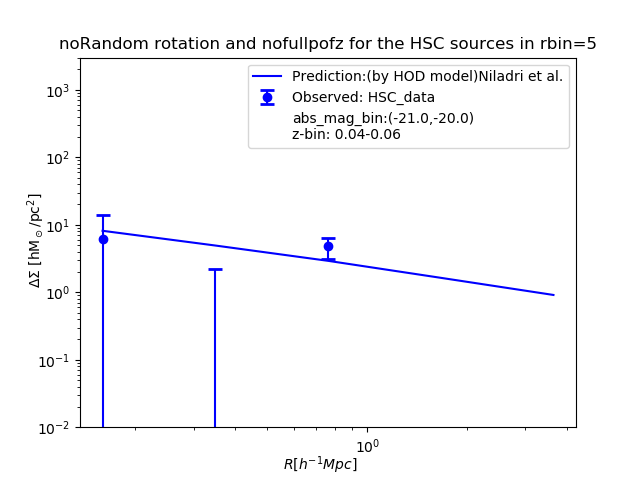 noRandom rotation and nofullpofz for the HSC sources in rbin=5
Prediction:(by HOD model)Niladri et al.
Observed: HSC_data
abs_mag_bin:(-21.0,-20.0)
z-bin: 0.04-0.06
ΔΣ [hM⊙/pc²]
10³
10²
10¹
10⁰
10⁻¹
10⁻²
10⁰
R[h⁻¹Mpc]